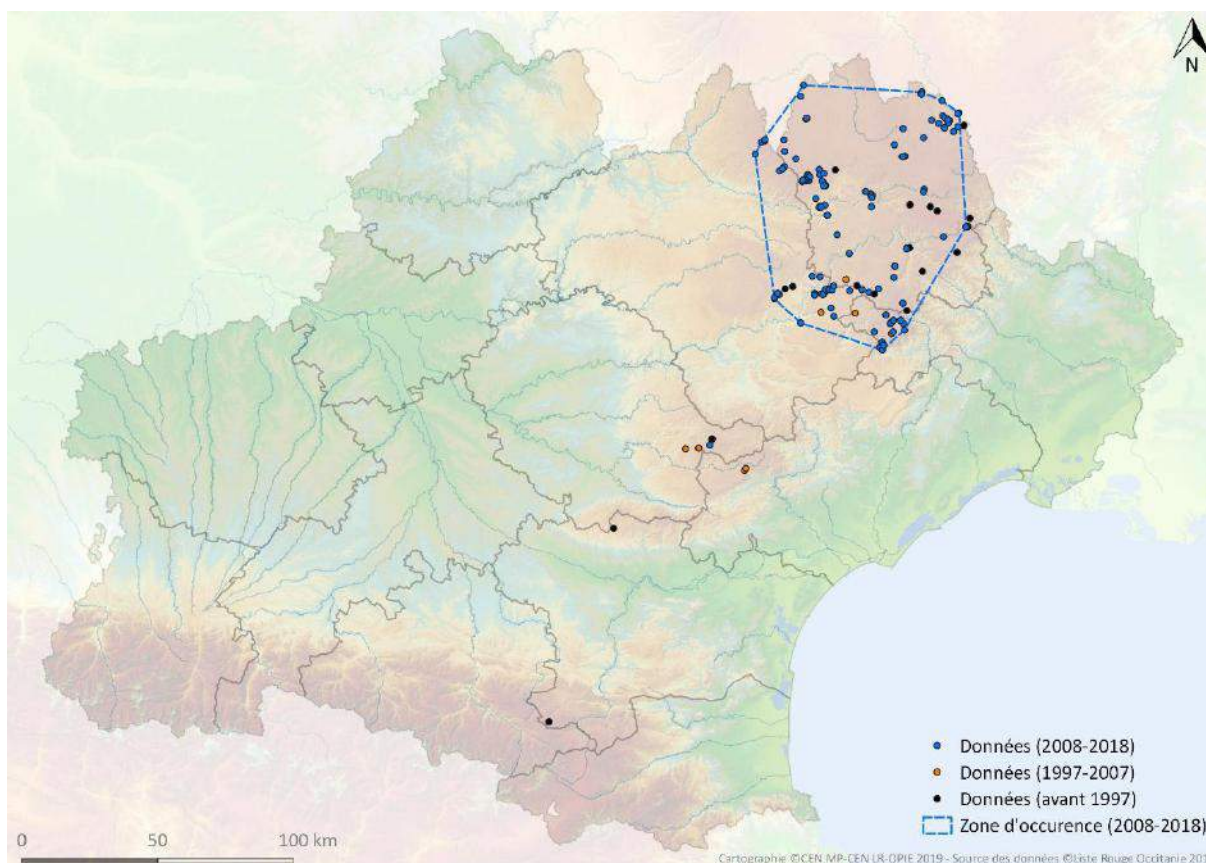 N
Données (2008-2018)
Données (1997-2007)
Données (avant 1997)
Zone d'occurence (2008-2018)
0 50 100 km
Cartographie ©CEN MP-CEN LR-OPIE 2019 - Source des données ©Liste Rouge Occitanie 201